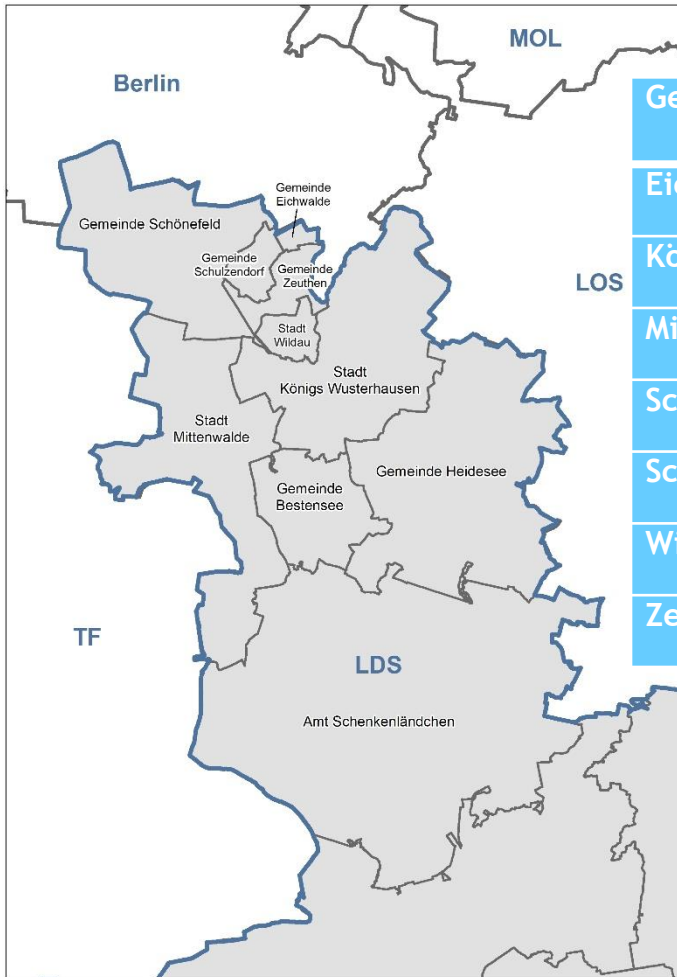 MOL
Berlin
Gemeinde
Eichwalde
Gemeinde Schönefeld
Gemeinde
Schulzendorf
Gemeinde
Zeuthen
LOS
Stadt
Wildau
Stadt
Königs Wusterhausen
Stadt
Mittenwalde
Gemeinde Heidesee
Gemeinde
Bestensee
TF
LDS
Amt Schenkenländchen
Ge
Eic
Kö
Mi
Sc
Sc
Wi
Ze